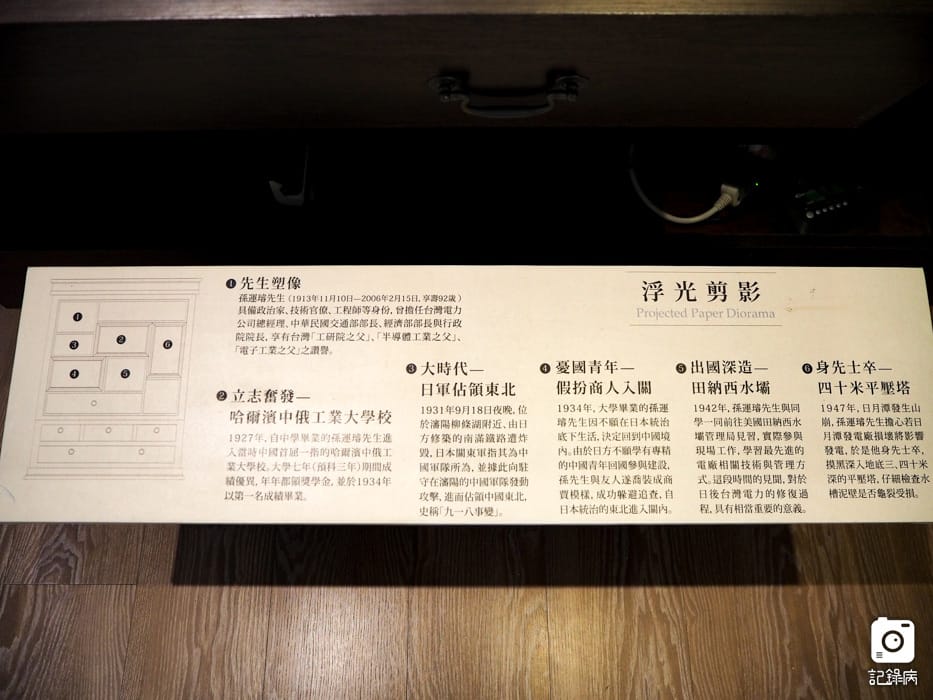 浮光剪影
Projected Paper Diorama
1
2
3
4
5
6
❶先生塑像
孫運璿先生（1913年11月10日—2006年2月15日, 享壽92歲）
具備政治家、技術官僚、工程師等身份, 曾擔任台灣電力
公司總經理、中華民國交通部部長、經濟部部長與行政
院院長, 享有台灣「工研院之父」、「半導體工業之父」、
「電子工業之父」之讚譽。
❷立志奮發—
哈爾濱中俄工業大學校
1927年, 自中學畢業的孫運璿先生進
入當時中國首屈一指的哈爾濱中俄工
業大學校。大學七年(預科三年)期間成
績優異, 年年都領獎學金, 並於1934年
以第一名成績畢業。
❸大時代—
日軍佔領東北
1931年9月18日夜晚, 位
於瀋陽柳條湖附近, 由日
方修築的南滿鐵路遭炸
毀, 日本關東軍指其為中
國軍隊所為, 並據此向駐
守在瀋陽的中國軍隊發動
攻擊, 進而佔領中國東北,
史稱「九一八事變」。
❹憂國青年—
假扮商人入關
1934年, 大學畢業的孫運
璿先生因不願在日本統治
底下生活, 決定回到中國境
內。由於日方不願學有專精
的中國青年回國參與建設,
孫先生與友人遂喬裝成商
賈模樣, 成功躲避追查, 自
日本統治的東北進入關內。
❺出國深造—
田納西水壩
1942年, 孫運璿先生與同
學一同前往美國田納西水
壩管理局見習, 實際參與
現場工作, 學習最先進的
電廠相關技術與管理方
式。這段時間的見聞, 對於
日後台灣電力的修復過
程, 具有相當重要的意義。
❻身先士卒—
四十米平壓塔
1947年, 日月潭發生山
崩, 孫運璿先生擔心若日
月潭發電廠損壞將影響
發電, 於是他身先士卒,
摸黑深入地底三、四十米
深的平壓塔, 仔細檢查水
槽泥壁是否龜裂受損。
記錄病